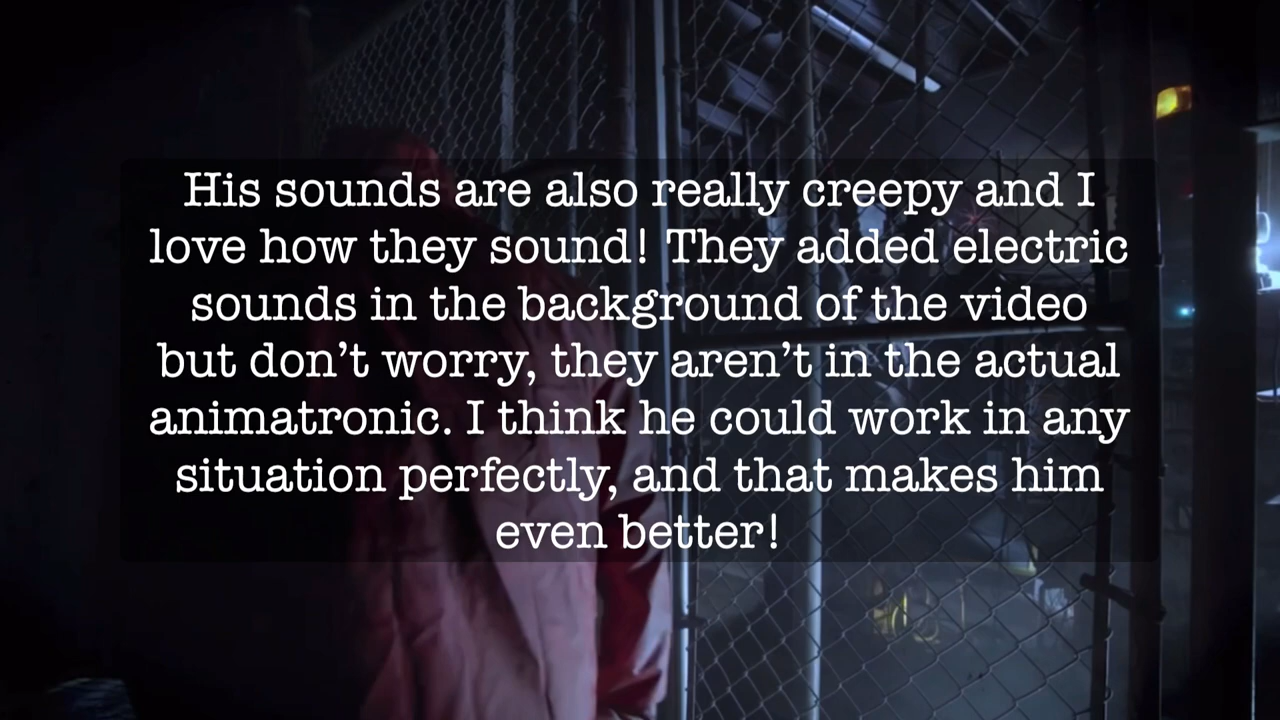 His sounds are also really creepy and I
love how they sound! They added electric
sounds in the background of the video
but don’t worry, they aren’t in the actual
animatronic. I think he could work in any
situation perfectly, and that makes him
even better!